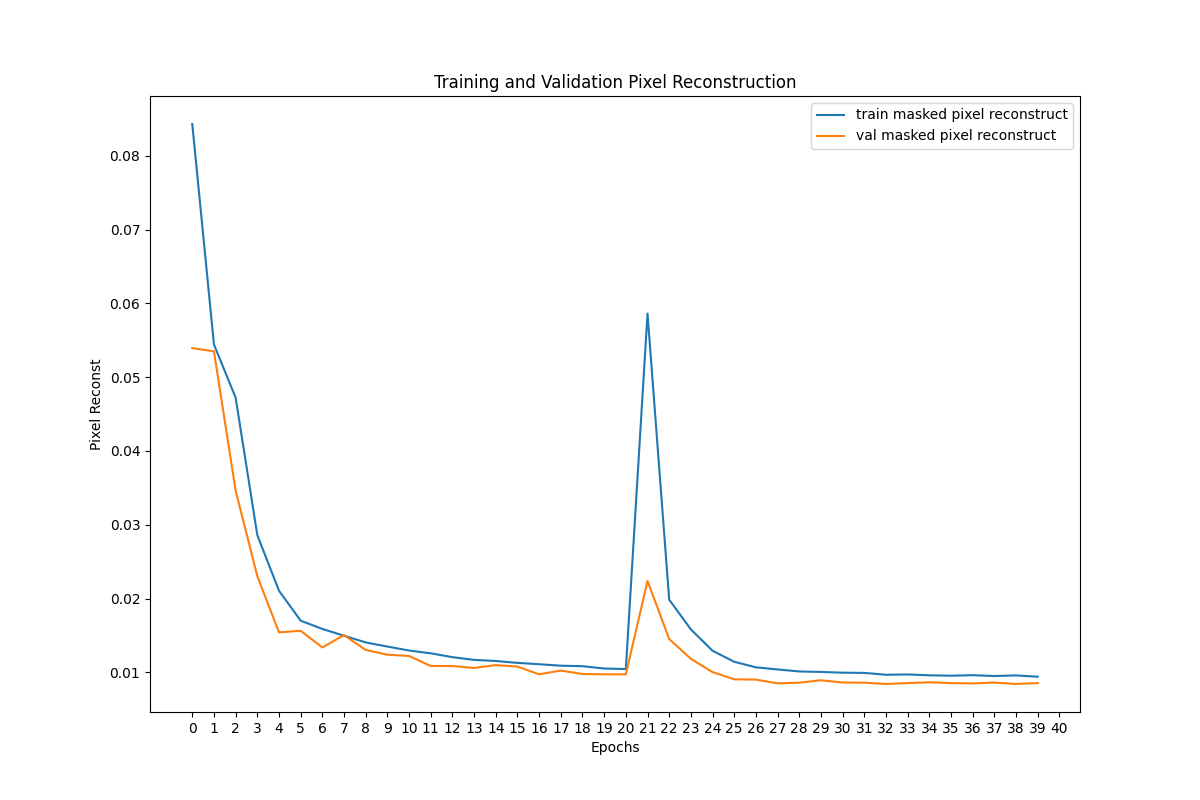 Training and Validation Pixel Reconstruction
train masked pixel reconstruct
val masked pixel reconstruct
0.08
0.07
0.06
0.05
0.04
0.03
0.02
0.01
Pixel Reconst
0 1 2 3 4 5 6 7 8 9 10 11 12 13 14 15 16 17 18 19 20 21 22 23 24 25 26 27 28 29 30 31 32 33 34 35 36 37 38 39 40
Epochs